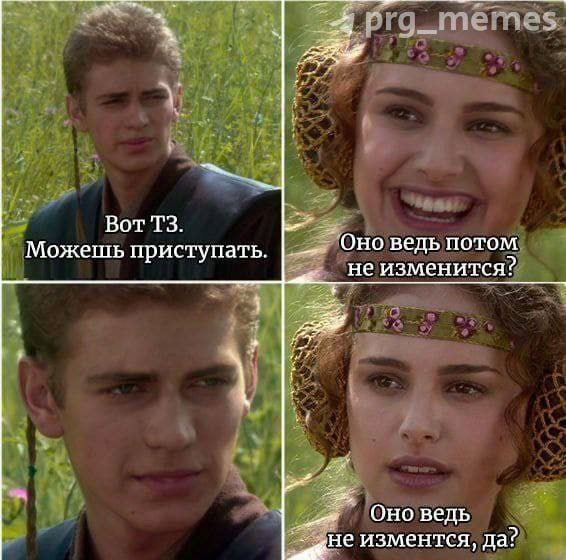 prg_memes
Вот ТЗ.
Можешь приступать.
Оно ведь потом
не изменится?
Оно ведь
не изментся, да?